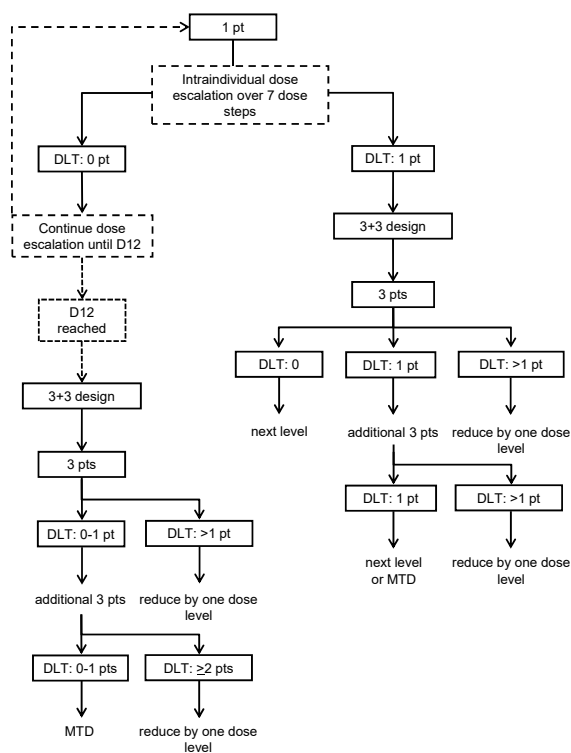 1 pt
Intraindividual dose
escalation over 7 dose
steps
DLT: 0 pt
DLT: 1 pt
Continue dose
escalation until D12
3+3 design
D12
reached
3 pts
DLT: 0
DLT: 1 pt
DLT: >1 pt
3+3 design
next level
additional 3 pts
reduce by one dose
level
3 pts
DLT: 1 pt
DLT: >1 pt
DLT: 0-1 pt
DLT: >1 pt
next level
or MTD
reduce by one dose
level
additional 3 pts
reduce by one dose
level
DLT: 0-1 pts
DLT: ≥2 pts
MTD
reduce by one dose
level